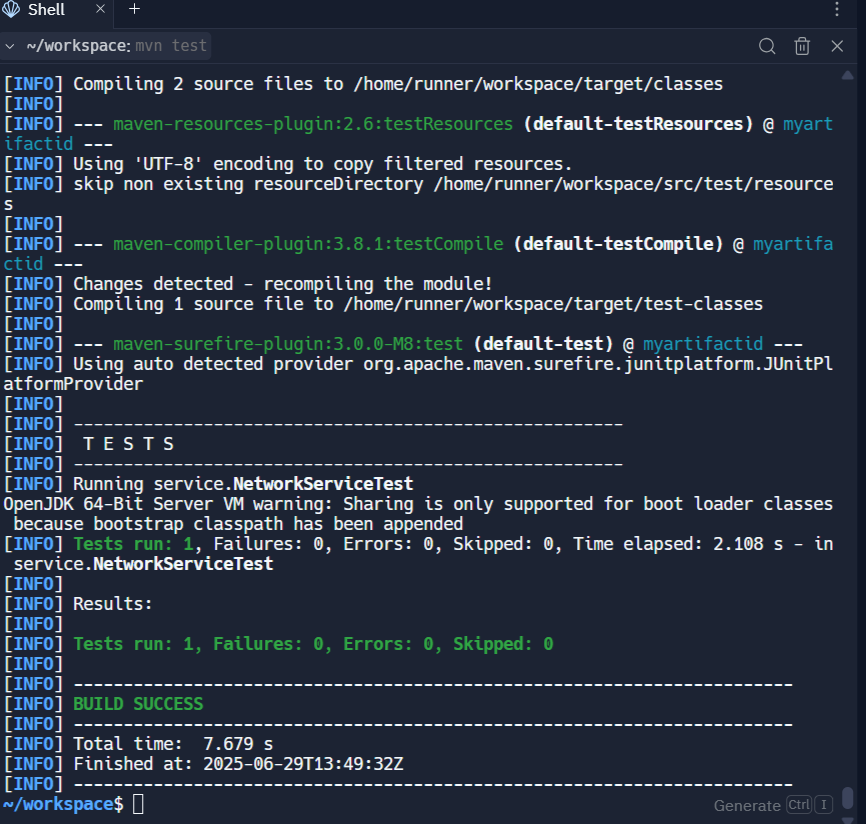 Shell
~/workspace: mvn test
[INFO] Compiling 2 source files to /home/runner/workspace/target/classes
[INFO]
[INFO] --- maven-resources-plugin:2.6:testResources (default-testResources) @ myart
ifactid ---
[INFO] Using 'UTF-8' encoding to copy filtered resources.
[INFO] skip non existing resourceDirectory /home/runner/workspace/src/test/resource
s
[INFO]
[INFO] --- maven-compiler-plugin:3.8.1:testCompile (default-testCompile) @ myartifa
ctid ---
[INFO] Changes detected - recompiling the module!
[INFO] Compiling 1 source file to /home/runner/workspace/target/test-classes
[INFO]
[INFO] --- maven-surefire-plugin:3.0.0-M8:test (default-test) @ myartifactid ---
[INFO] Using auto detected provider org.apache.maven.surefire.junitplatform.JUnitPl
atformProvider
[INFO]
[INFO] -------------------------------------------------------
[INFO]  T E S T S
[INFO] -------------------------------------------------------
[INFO] Running service.NetworkServiceTest
OpenJDK 64-Bit Server VM warning: Sharing is only supported for boot loader classes
 because bootstrap classpath has been appended
[INFO] Tests run: 1, Failures: 0, Errors: 0, Skipped: 0, Time elapsed: 2.108 s - in
 service.NetworkServiceTest
[INFO]
[INFO] Results:
[INFO]
[INFO] Tests run: 1, Failures: 0, Errors: 0, Skipped: 0
[INFO]
[INFO] ------------------------------------------------------------------------
[INFO] BUILD SUCCESS
[INFO] ------------------------------------------------------------------------
[INFO] Total time:  7.679 s
[INFO] Finished at: 2025-06-29T13:49:32Z
[INFO] ------------------------------------------------------------------------
~/workspace$
Generate Ctrl I